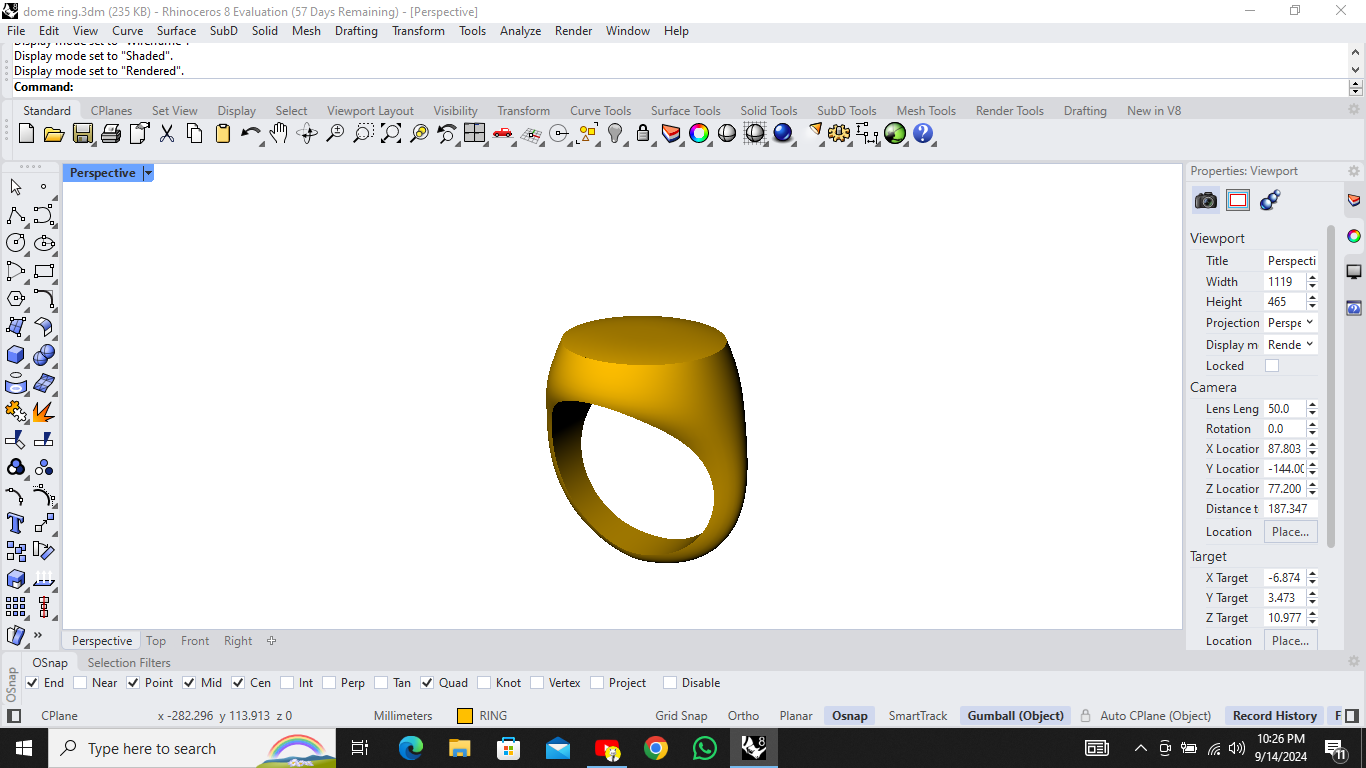 dome ring.3dm (235 KB) - Rhinoceros 8 Evaluation (57 Days Remaining) - [Perspective]
File Edit View Curve Surface SubD Solid Mesh Drafting Transform Tools Analyze Render Window Help
Display mode set to "Wireframe".
Display mode set to "Shaded".
Display mode set to "Rendered".
Command:
Standard CPlanes Set View Display Select Viewport Layout Visibility Transform Curve Tools Surface Tools Solid Tools SubD Tools Mesh Tools Render Tools Drafting New in V8
Perspective
Properties: Viewport
Viewport
Title Perspecti
Width 1119
Height 465
Projection Perspe
Display m Rende
Locked
Camera
Lens Leng 50.0
Rotation 0.0
X Locatior 87.803
Y Locatior -144.00
Z Locatior 77.200
Distance t 187.347
Location Place...
Target
X Target -6.874
Y Target 3.473
Z Target 10.977
Location Place...
Perspective Top Front Right
OSnap Selection Filters
OSnap
End Near Point Mid Cen Int Perp Tan Quad Knot Vertex Project Disable
CPlane x -282.296 y 113.913 z 0 Millimeters RING Grid Snap Ortho Planar Osnap SmartTrack Gumball (Object) Auto CPlane (Object) Record History F
Type here to search
8
10:26 PM
9/14/2024
11